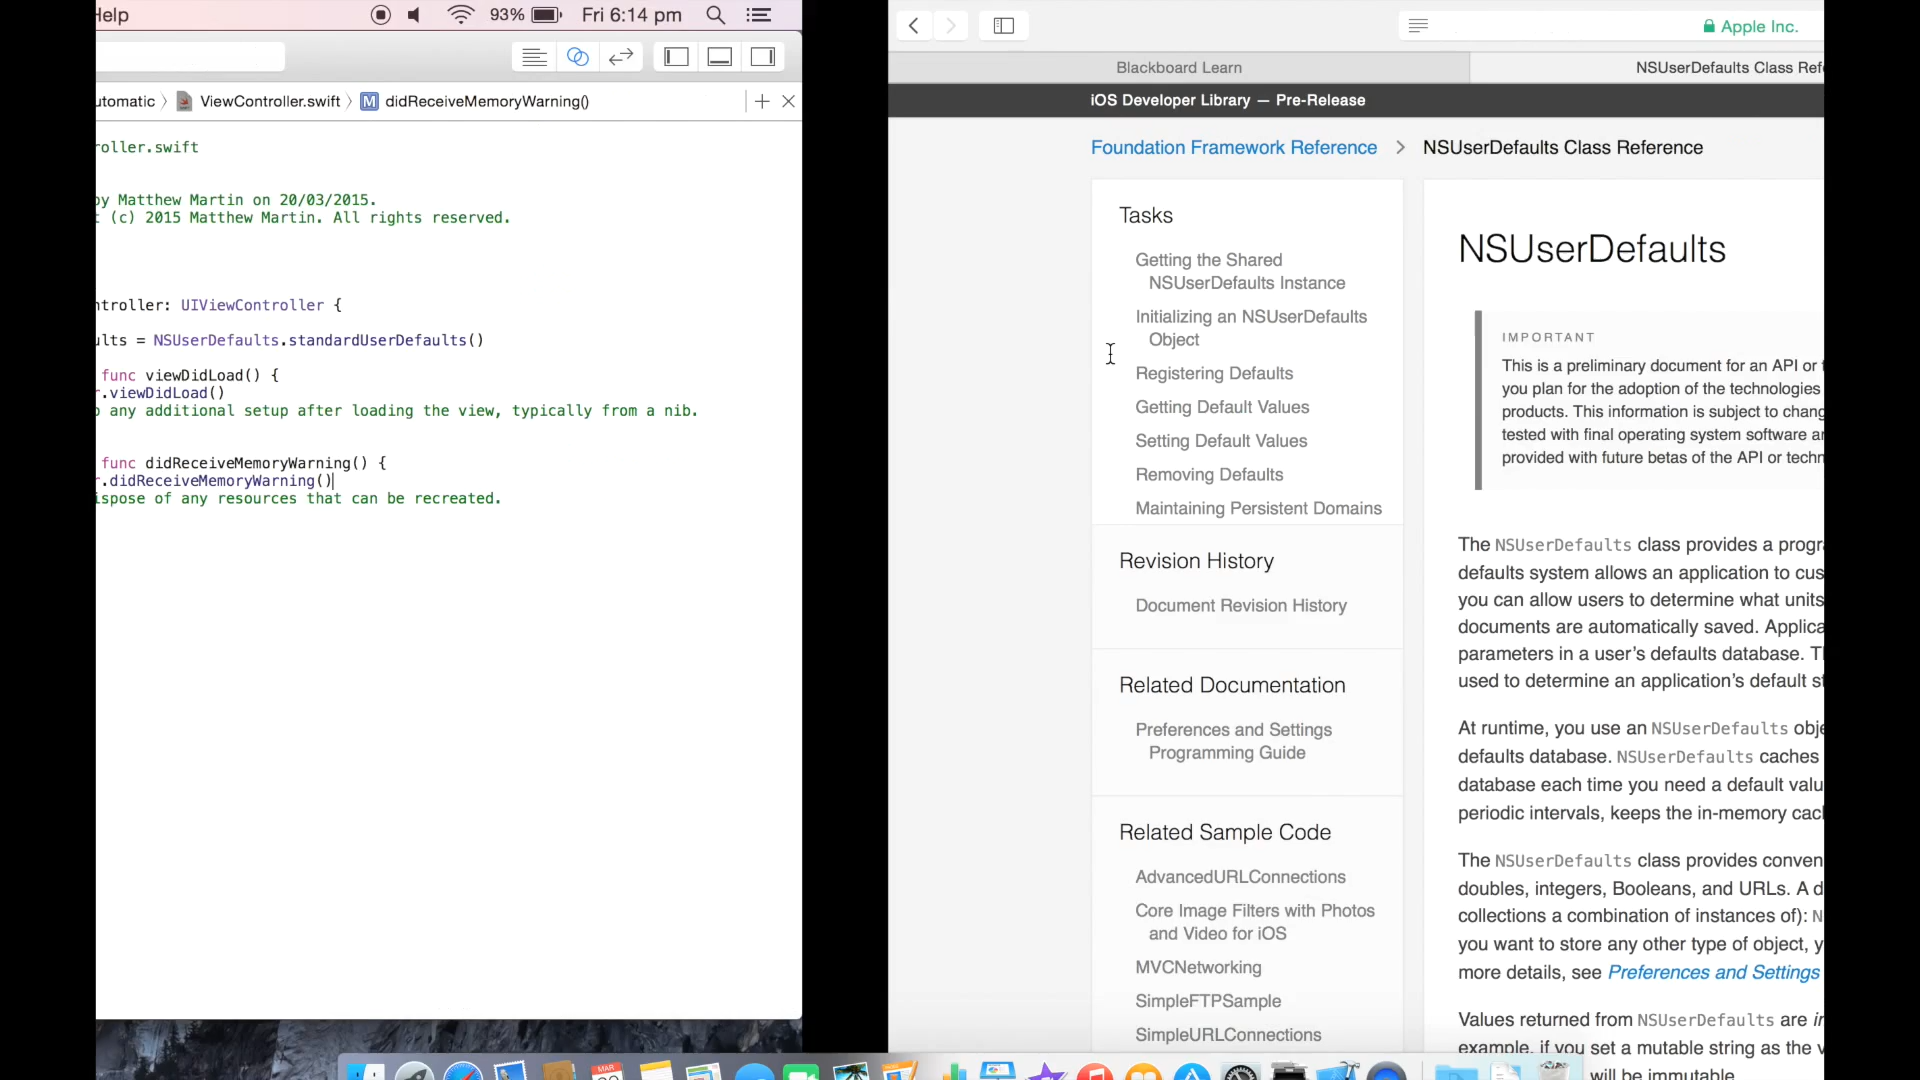 Help
93%
Fri 6:14 pm
utomatic
ViewController.swift
M
didReceiveMemoryWarning()
roller.swift
by Matthew Martin on 20/03/2015.
(c) 2015 Matthew Martin. All rights reserved.
ntroller: UIViewController {
ults = NSUserDefaults.standardUserDefaults()
func viewDidLoad() {
r.viewDidLoad()
any additional setup after loading the view, typically from a nib.
func didReceiveMemoryWarning() {
r.didReceiveMemoryWarning()
ispose of any resources that can be recreated.
Apple Inc.
Blackboard Learn
NSUserDefaults Class Ref
iOS Developer Library — Pre-Release
Foundation Framework Reference
NSUserDefaults Class Reference
Tasks
Getting the Shared
NSUserDefaults Instance
Initializing an NSUserDefaults
Object
Registering Defaults
Getting Default Values
Setting Default Values
Removing Defaults
Maintaining Persistent Domains
Revision History
Document Revision History
Related Documentation
Preferences and Settings
Programming Guide
Related Sample Code
AdvancedURLConnections
Core Image Filters with Photos
and Video for iOS
MVCNetworking
SimpleFTPSample
SimpleURLConnections
NSUserDefaults
IMPORTANT
This is a preliminary document for an API or
you plan for the adoption of the technologies
products. This information is subject to chang
tested with final operating system software a
provided with future betas of the API or techn
The NSUserDefaults class provides a progr
defaults system allows an application to cus
you can allow users to determine what units
documents are automatically saved. Applica
parameters in a user's defaults database. T
used to determine an application's default s
At runtime, you use an NSUserDefaults obje
defaults database. NSUserDefaults caches
database each time you need a default valu
periodic intervals, keeps the in-memory cac
The NSUserDefaults class provides conven
doubles, integers, Booleans, and URLs. A d
collections a combination of instances of): N
you want to store any other type of object, y
more details, see Preferences and Settings
Values returned from NSUserDefaults are
example, if you set a mutable string as the v
will be immutable.
MAR